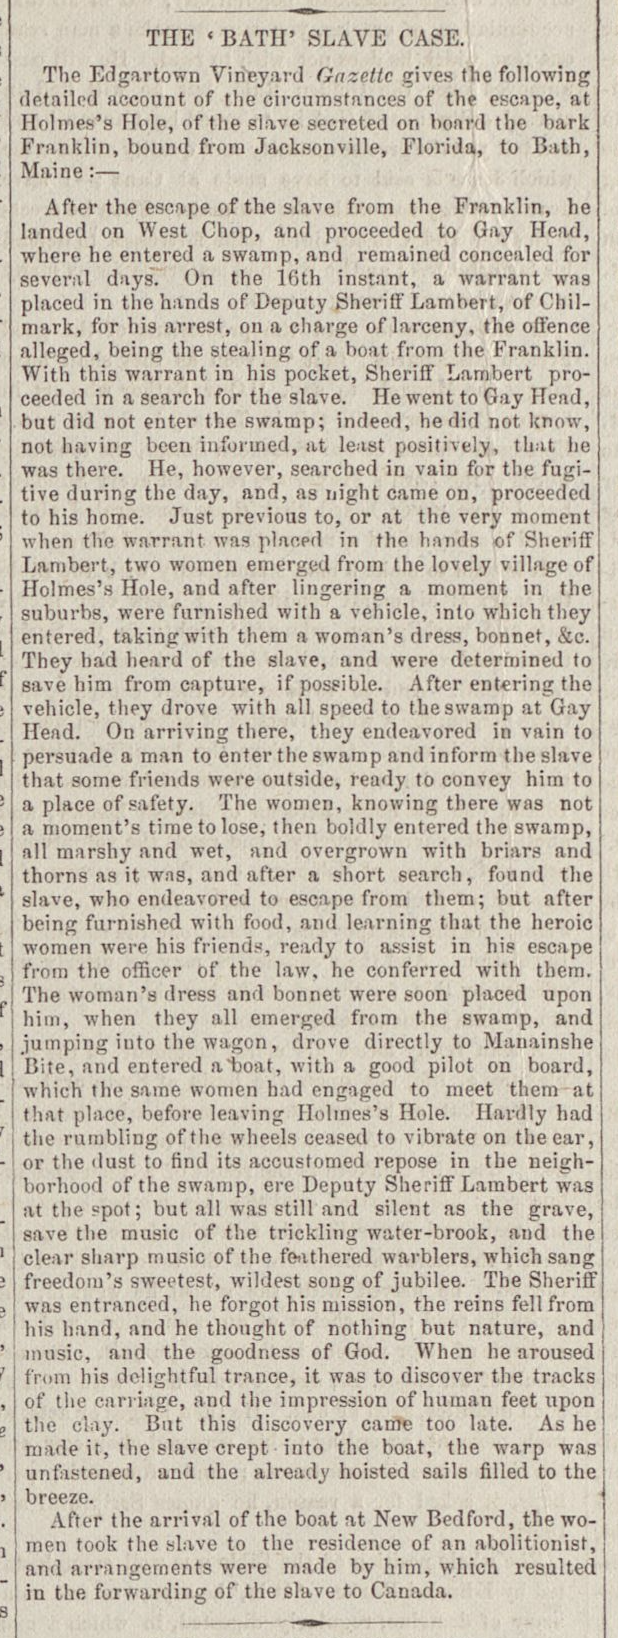 THE ‘BATH’ SLAVE CASE.
The Edgartown Vineyard Gazette gives the following
detailed account of the circumstances of the escape, at
Holmes's Hole, of the slave secreted on board the bark
Franklin, bound from Jacksonville, Florida, to Bath,
Maine:—
After the escape of the slave from the Franklin, he
landed on West Chop, and proceeded to Gay Head,
where he entered a swamp, and remained concealed for
several days. On the 16th instant, a warrant was
placed in the hands of Deputy Sheriff Lambert, of Chil-
mark, for his arrest, on a charge of larceny, the offence
alleged, being the stealing of a boat from the Franklin.
With this warrant in his pocket, Sheriff Lambert pro-
ceeded in a search for the slave. He went to Gay Head,
but did not enter the swamp; indeed, he did not know,
not having been informed, at least positively, that he
was there. He, however, searched in vain for the fugi-
tive during the day, and, as night came on, proceeded
to his home. Just previous to, or at the very moment
when the warrant was placed in the hands of Sheriff
Lambert, two women emerged from the lovely village of
Holmes's Hole, and after lingering a moment in the
suburbs, were furnished with a vehicle, into which they
entered, taking with them a woman's dress, bonnet, &c.
They had heard of the slave, and were determined to
save him from capture, if possible. After entering the
vehicle, they drove with all speed to the swamp at Gay
Head. On arriving there, they endeavored in vain to
persuade a man to enter the swamp and inform the slave
that some friends were outside, ready to convey him to
a place of safety. The women, knowing there was not
a moment's time to lose, then boldly entered the swamp,
all marshy and wet, and overgrown with briars and
thorns as it was, and after a short search, found the
slave, who endeavored to escape from them; but after
being furnished with food, and learning that the heroic
women were his friends, ready to assist in his escape
from the officer of the law, he conferred with them.
The woman's dress and bonnet were soon placed upon
him, when they all emerged from the swamp, and
jumping into the wagon, drove directly to Manainshe
Bite, and entered a boat, with a good pilot on board,
which the same women had engaged to meet them at
that place, before leaving Holmes's Hole. Hardly had
the rumbling of the wheels ceased to vibrate on the ear,
or the dust to find its accustomed repose in the neigh-
borhood of the swamp, ere Deputy Sheriff Lambert was
at the spot; but all was still and silent as the grave,
save the music of the trickling water-brook, and the
clear sharp music of the feathered warblers, which sang
freedom's sweetest, wildest song of jubilee. The Sheriff
was entranced, he forgot his mission, the reins fell from
his hand, and he thought of nothing but nature, and
music, and the goodness of God. When he aroused
from his delightful trance, it was to discover the tracks
of the carriage, and the impression of human feet upon
the clay. But this discovery came too late. As he
made it, the slave crept into the boat, the warp was
unfastened, and the already hoisted sails filled to the
breeze.
After the arrival of the boat at New Bedford, the wo-
men took the slave to the residence of an abolitionist,
and arrangements were made by him, which resulted
in the forwarding of the slave to Canada.